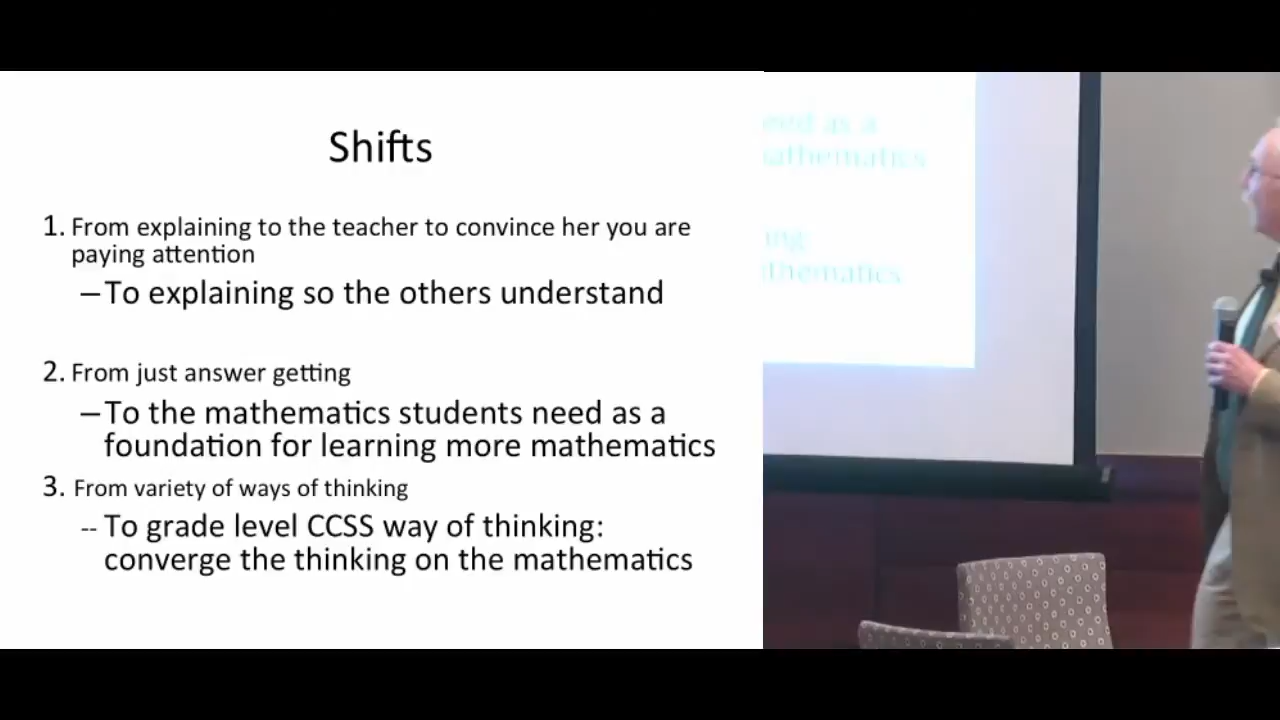 Shifts
1. From explaining to the teacher to convince her you are
paying attention
–To explaining so the others understand
2. From just answer getting
–To the mathematics students need as a
foundation for learning more mathematics
3. From variety of ways of thinking
-- To grade level CCSS way of thinking:
converge the thinking on the mathematics
as a
mathematics